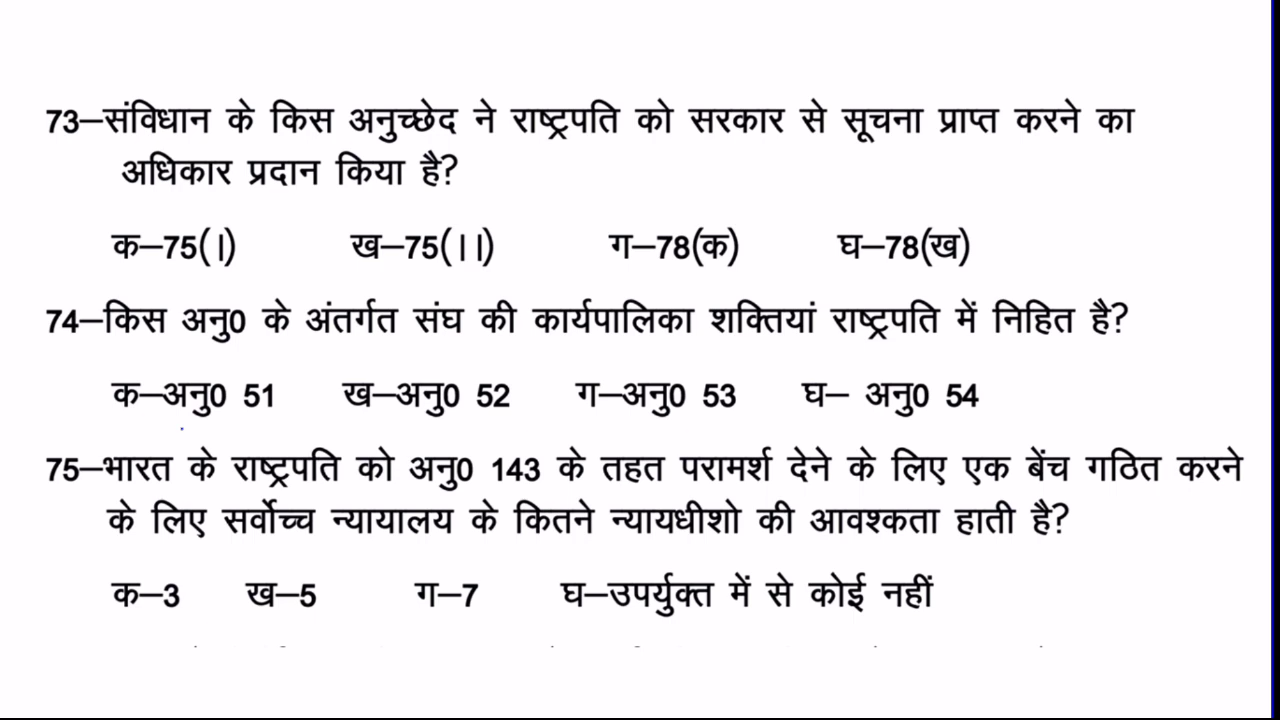 73–संविधान के किस अनुच्छेद ने राष्ट्रपति को सरकार से सूचना प्राप्त करने का
अधिकार प्रदान किया है?
क–75(।) ख–75(।।) ग–78(क) घ–78(ख)
74–किस अनु0 के अंतर्गत संघ की कार्यपालिका शक्तियां राष्ट्रपति में निहित है?
क–अनु0 51 ख–अनु0 52 ग–अनु0 53 घ– अनु0 54
75–भारत के राष्ट्रपति को अनु0 143 के तहत परामर्श देने के लिए एक बेंच गठित करने
के लिए सर्वोच्च न्यायालय के कितने न्यायधीशो की आवश्कता हाती है?
क–3 ख–5 ग–7 घ–उपर्युक्त में से कोई नहीं